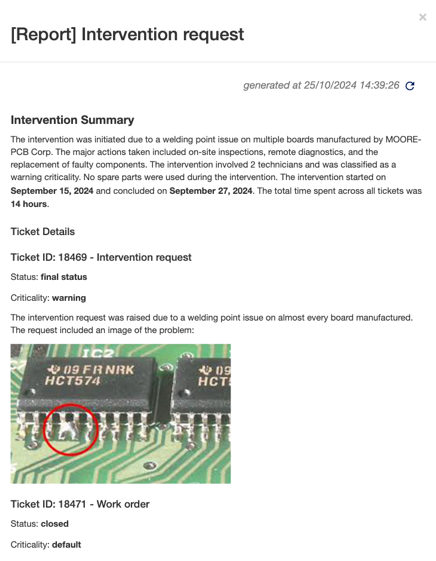 [Report] Intervention request
×
generated at 25/10/2024 14:39:26
Intervention Summary
The intervention was initiated due to a welding point issue on multiple boards manufactured by MOORE-
PCB Corp. The major actions taken included on-site inspections, remote diagnostics, and the
replacement of faulty components. The intervention involved 2 technicians and was classified as a
warning criticality. No spare parts were used during the intervention. The intervention started on
September 15, 2024 and concluded on September 27, 2024. The total time spent across all tickets was
14 hours.
Ticket Details
Ticket ID: 18469 - Intervention request
Status: final status
Criticality: warning
The intervention request was raised due to a welding point issue on almost every board manufactured.
The request included an image of the problem:
IC2
09FRNRK
HCT574
09
HCT
Ticket ID: 18471 - Work order
Status: closed
Criticality: default